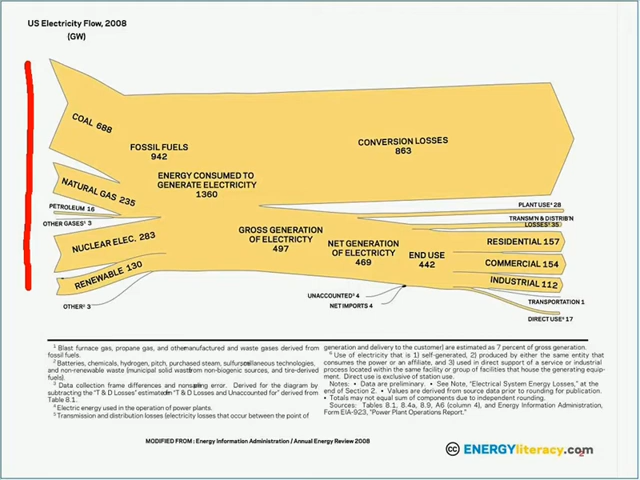 US Electricity Flow, 2008
(GW)
COAL 688
FOSSIL FUELS
942
CONVERSION LOSSES
863
ENERGY CONSUMED TO
GENERATE ELECTRICITY
1360
NATURAL GAS 235
PETROLEUM 16
OTHER GASES¹ 3
NUCLEAR ELEC. 283
RENEWABLE 130
OTHER² 3
GROSS GENERATION
OF ELECTRICITY
497
NET GENERATION
OF ELECTRICITY
469
END USE
442
PLANT USE⁴ 28
TRANSM'N & DISTRIB'N
LOSSES⁵ 35
RESIDENTIAL 157
COMMERCIAL 154
INDUSTRIAL 112
UNACCOUNTED³ 4
NET IMPORTS 4
TRANSPORTATION 1
DIRECT USE⁶ 17
¹ Blast furnace gas, propane gas, and other manufactured and waste gases derived from
fossil fuels.
² Batteries, chemicals, hydrogen, pitch, purchased steam, sulfur, technologies,
and non-renewable waste (municipal solid waste from non-biogenic sources, and tire-derived
fuels).
³ Data collection frame differences and error. Derived for the diagram by
subtracting the "T & D Losses" estimated "T & D Losses and Unaccounted for" derived from
Table 8.1.
⁴ Electric energy used in the operation of power plants.
⁵ Transmission and distribution losses (electricity losses that occur between the point of
generation and delivery to the customer) are estimated as 7 percent of gross generation.
⁶ Use of electricity that is 1) self-generated, 2) produced by either the same entity that
consumes the power or an affiliate, and 3) used in direct support of a service or industrial
process located within the same facility or group of facilities that house the generating equip-
ment. Direct use is exclusive of station use.
Notes: • Data are preliminary. • See Note, "Electrical System Energy Losses," at the
end of Section 2. • Values are derived from source data prior to rounding for publication.
• Totals may not equal sum of components due to independent rounding.
Sources: Tables 8.1, 8.4a, 8.9, A6 (column 4), and Energy Information Administration,
Form EIA-923, "Power Plant Operations Report."
MODIFIED FROM : Energy Information Administration / Annual Energy Review 2008
cc ENERGYliteracy.com
2